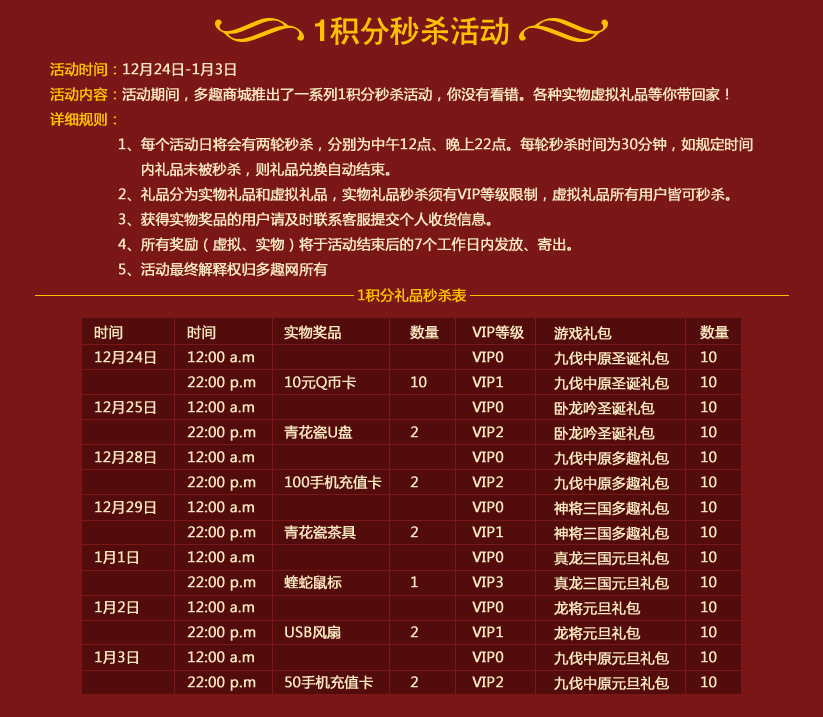 1积分秒杀活动
活动时间：12月24日-1月3日
活动内容：活动期间，多趣商城推出了一系列1积分秒杀活动，你没有看错。各种实物虚拟礼品等你带回家！
详细规则：
1、每个活动日将会有两轮秒杀，分别为中午12点、晚上22点。每轮秒杀时间为30分钟，如规定时间
内礼品未被秒杀，则礼品兑换自动结束。
2、礼品分为实物礼品和虚拟礼品，实物礼品秒杀须有VIP等级限制，虚拟礼品所有用户皆可秒杀。
3、获得实物奖品的用户请及时联系客服提交个人收货信息。
4、所有奖励（虚拟、实物）将于活动结束后的7个工作日内发放、寄出。
5、活动最终解释权归多趣网所有
1积分礼品秒杀表
时间 时间 实物奖品 数量 VIP等级 游戏礼包 数量
12月24日 12:00 a.m VIP0 九伐中原圣诞礼包 10
22:00 p.m 10元Q币卡 10 VIP1 九伐中原圣诞礼包 10
12月25日 12:00 a.m VIP0 卧龙吟圣诞礼包 10
22:00 p.m 青花瓷U盘 2 VIP2 卧龙吟圣诞礼包 10
12月28日 12:00 a.m VIP0 九伐中原多趣礼包 10
22:00 p.m 100手机充值卡 2 VIP2 九伐中原多趣礼包 10
12月29日 12:00 a.m VIP0 神将三国多趣礼包 10
22:00 p.m 青花瓷茶具 2 VIP1 神将三国多趣礼包 10
1月1日 12:00 a.m VIP0 真龙三国元旦礼包 10
22:00 p.m 蝰蛇鼠标 1 VIP3 真龙三国元旦礼包 10
1月2日 12:00 a.m VIP0 龙将元旦礼包 10
22:00 p.m USB风扇 2 VIP1 龙将元旦礼包 10
1月3日 12:00 a.m VIP0 九伐中原元旦礼包 10
22:00 p.m 50手机充值卡 2 VIP2 九伐中原元旦礼包 10